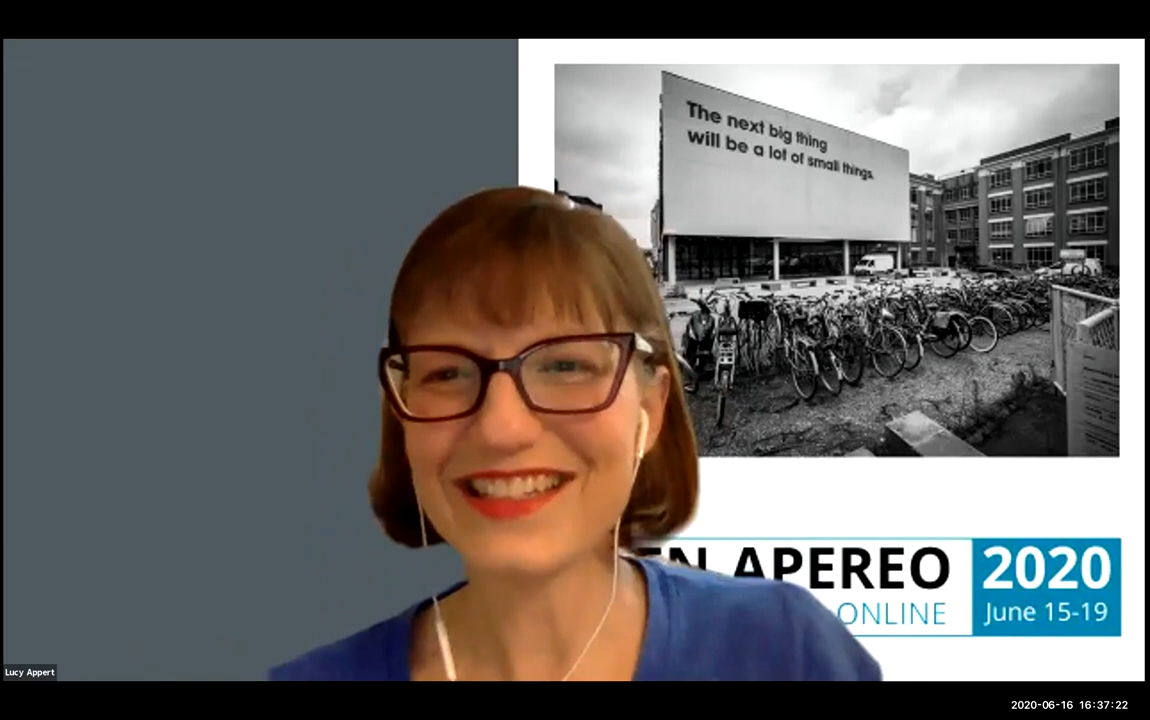 The next big thing
will be a lot of small things.
EN APEREO
2020
ONLINE
June 15-19
Lucy Appert
2020-06-16 16:37:22